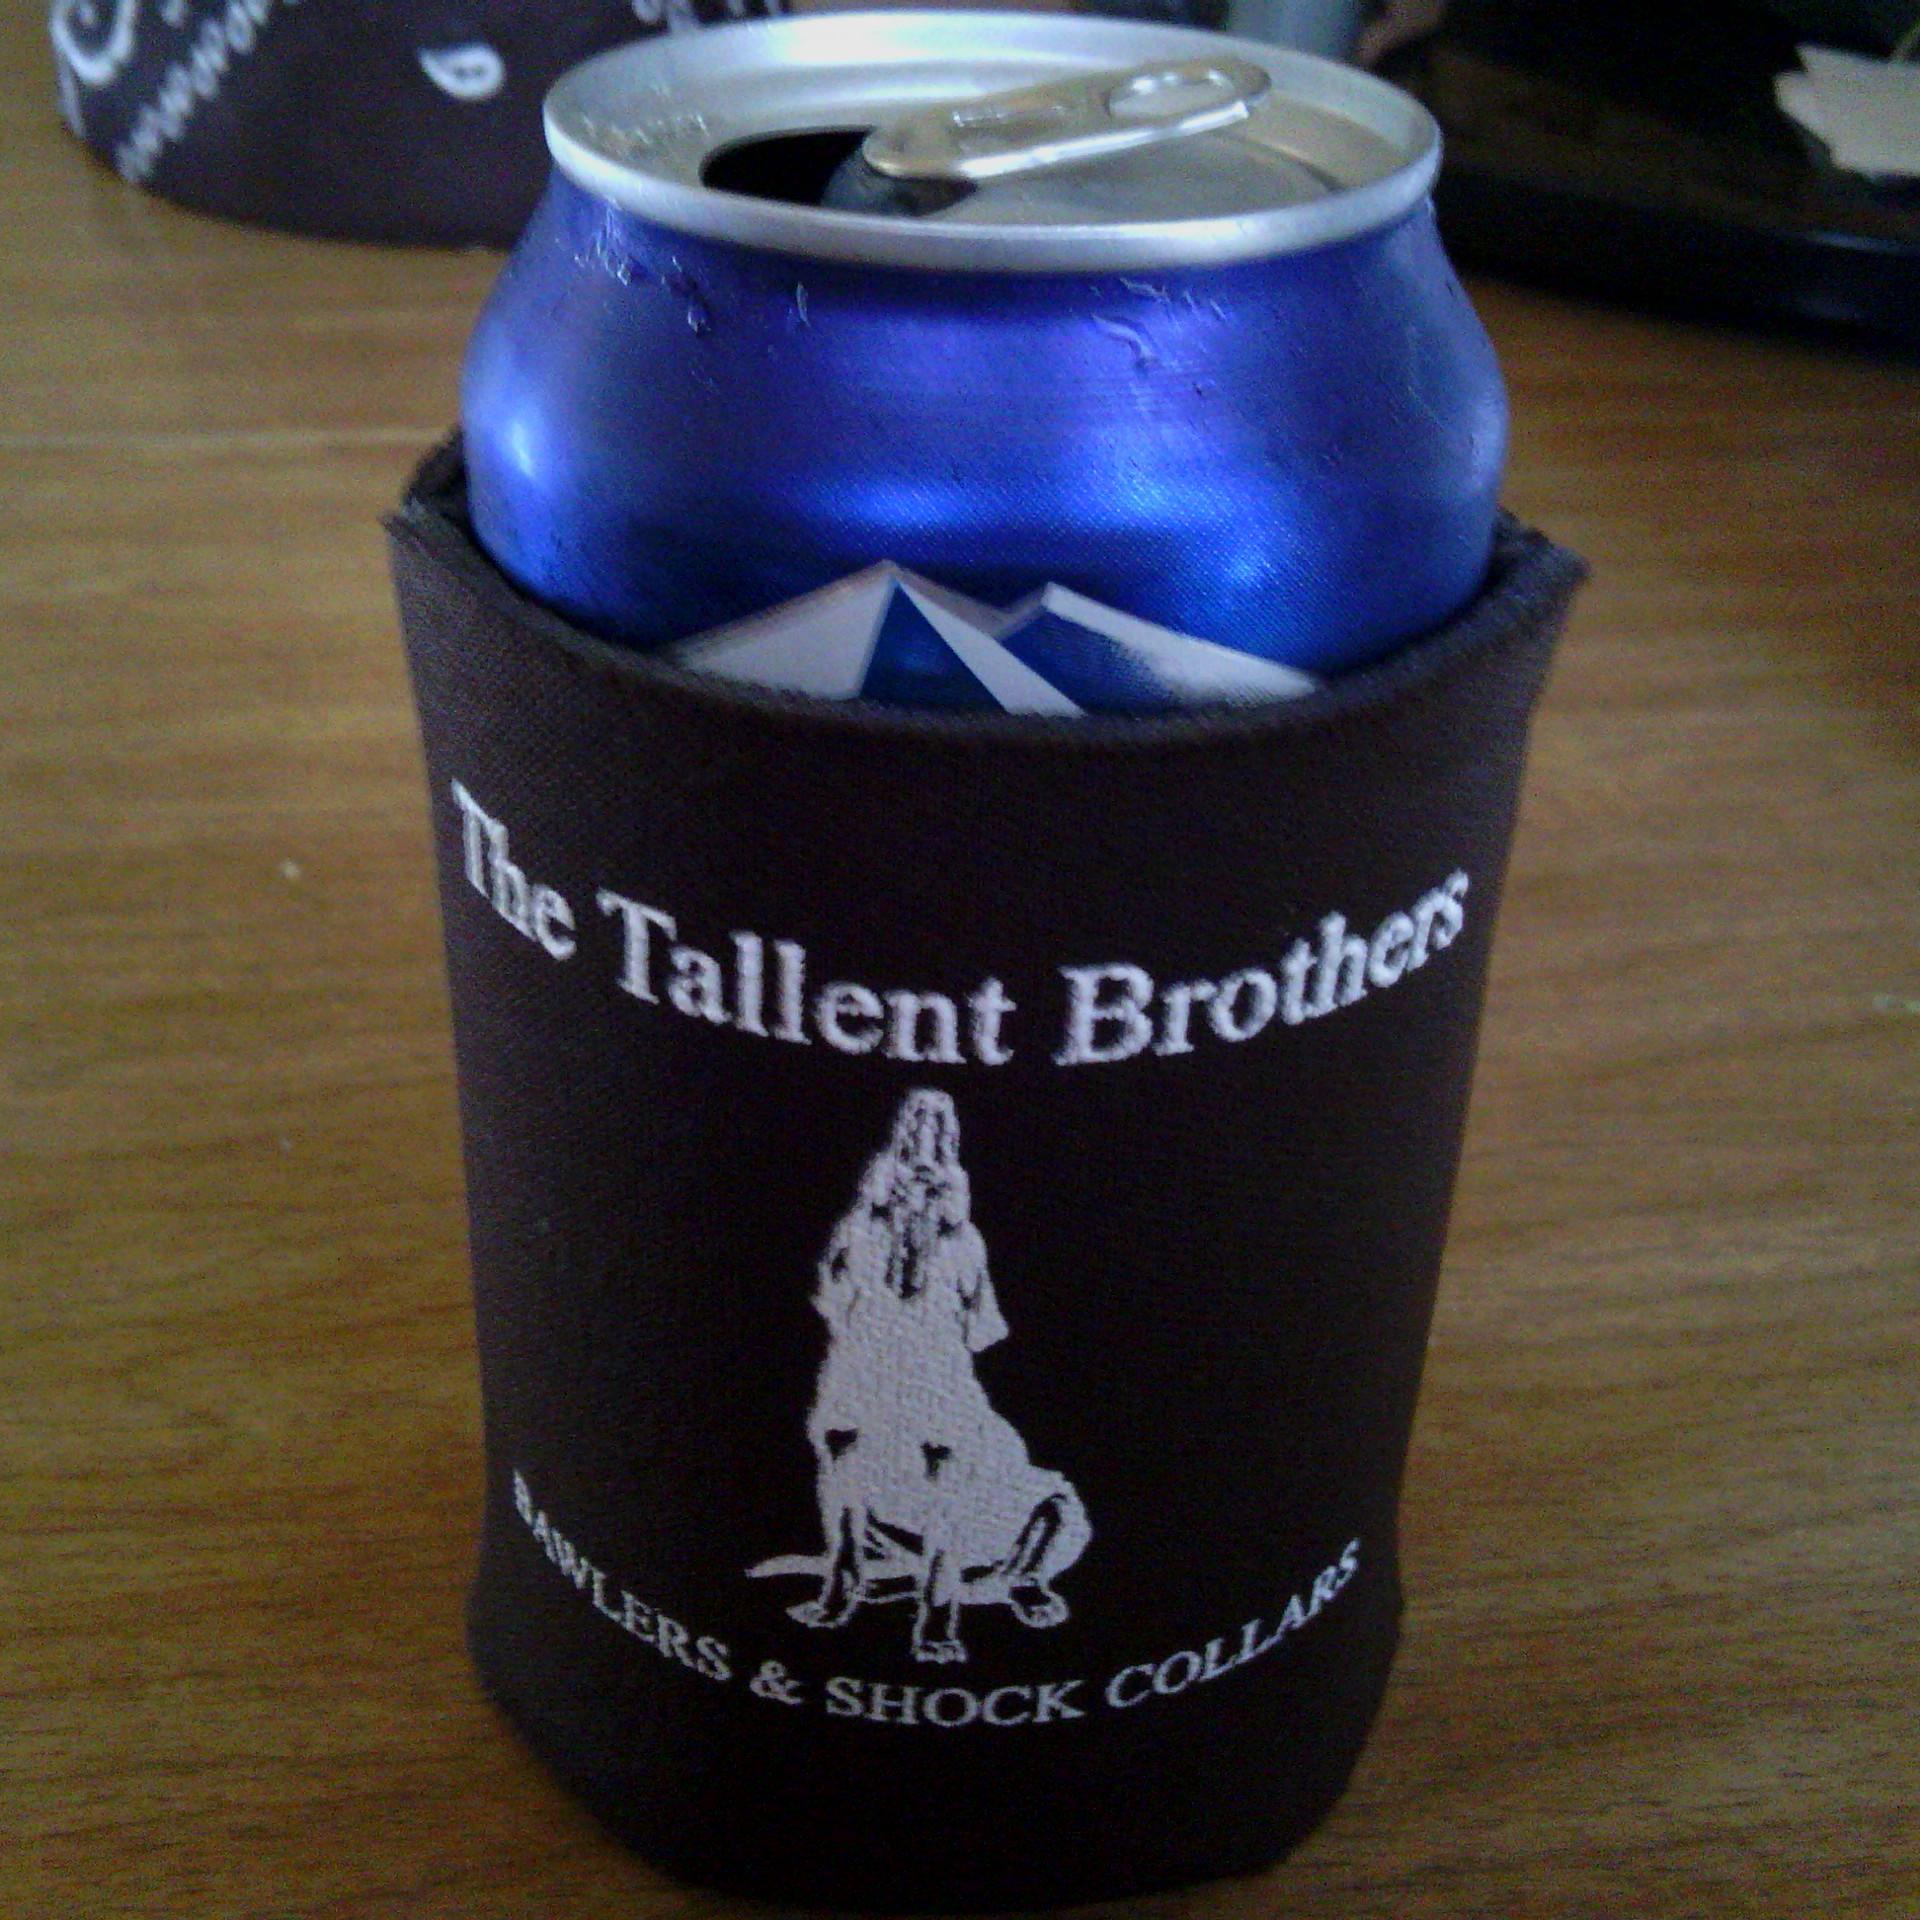 The Tallent Brothers
BAWLERS & SHOCK COLLARS